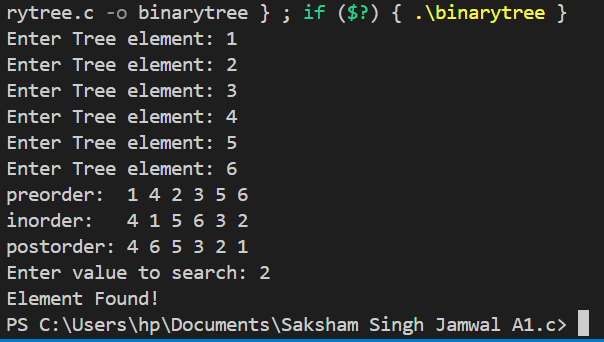 rytree.c -o binarytree } ; if ($?) { .\binarytree }
Enter Tree element: 1
Enter Tree element: 2
Enter Tree element: 3
Enter Tree element: 4
Enter Tree element: 5
Enter Tree element: 6
preorder:  1 4 2 3 5 6
inorder:   4 1 5 6 3 2
postorder: 4 6 5 3 2 1
Enter value to search: 2
Element Found!
PS C:\Users\hp\Documents\Saksham Singh Jamwal A1.c>